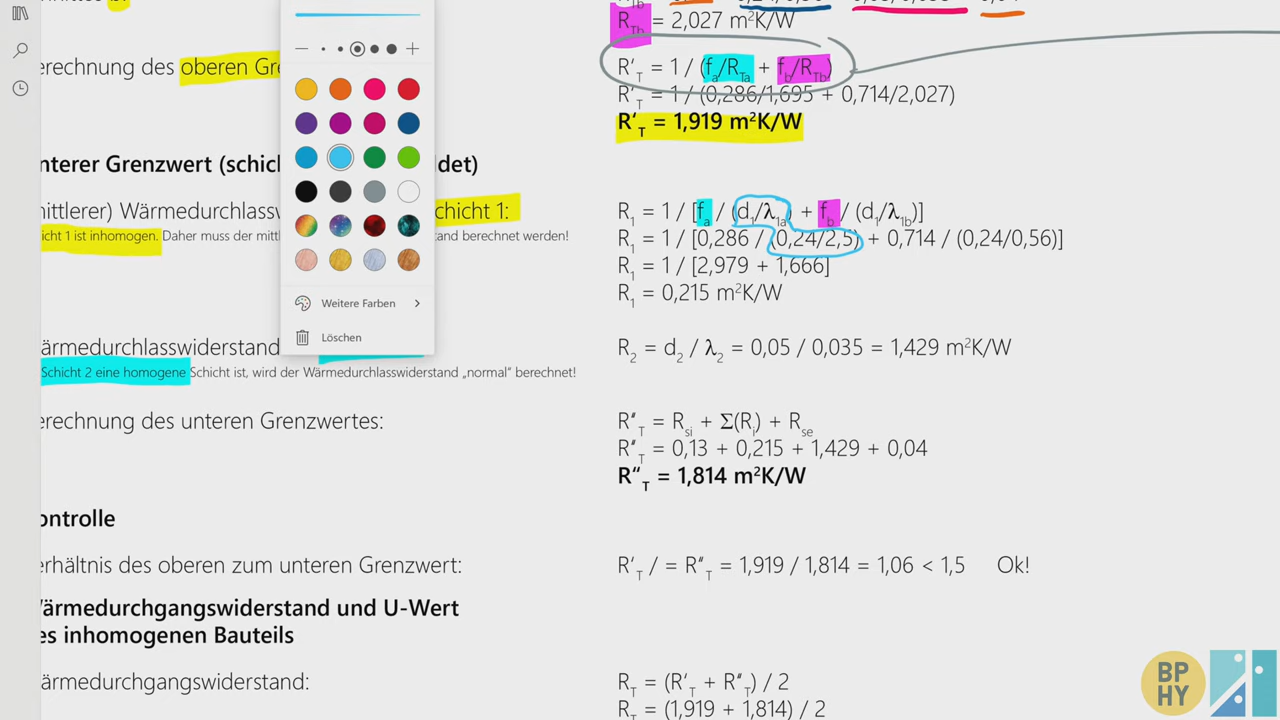 R_Tb = 2,027 m²K/W
erechnung des oberen Gre
R'_T = 1 / (f_a/R_Ta + f_b/R_Tb)
R'_T = 1 / (0,286/1,695 + 0,714/2,027)
R'_T = 1,919 m²K/W
nterer Grenzwert (schich det)
mittlerer) Wärmedurchlassw chicht 1:
icht 1 ist inhomogen. Daher muss der mittl and berechnet werden!
R_1 = 1 / [f_a / (d_1/λ_1a) + f_b / (d_1/λ_1b)]
R_1 = 1 / [0,286 / (0,24/2,5) + 0,714 / (0,24/0,56)]
R_1 = 1 / [2,979 + 1,666]
R_1 = 0,215 m²K/W
Weitere Farben
Löschen
ärmedurchlasswiderstand
Schicht 2 eine homogene Schicht ist, wird der Wärmedurchlasswiderstand „normal“ berechnet!
R_2 = d_2 / λ_2 = 0,05 / 0,035 = 1,429 m²K/W
erechnung des unteren Grenzwertes:
R"_T = R_si + Σ(R_i) + R_se
R"_T = 0,13 + 0,215 + 1,429 + 0,04
R“_T = 1,814 m²K/W
ontrolle
erhältnis des oberen zum unteren Grenzwert:
R'_T / = R"_T = 1,919 / 1,814 = 1,06 < 1,5 Ok!
Wärmedurchgangswiderstand und U-Wert
es inhomogenen Bauteils
ärmedurchgangswiderstand:
R_T = (R'_T + R"_T) / 2
R_T = (1,919 + 1,814) / 2
BP
HY